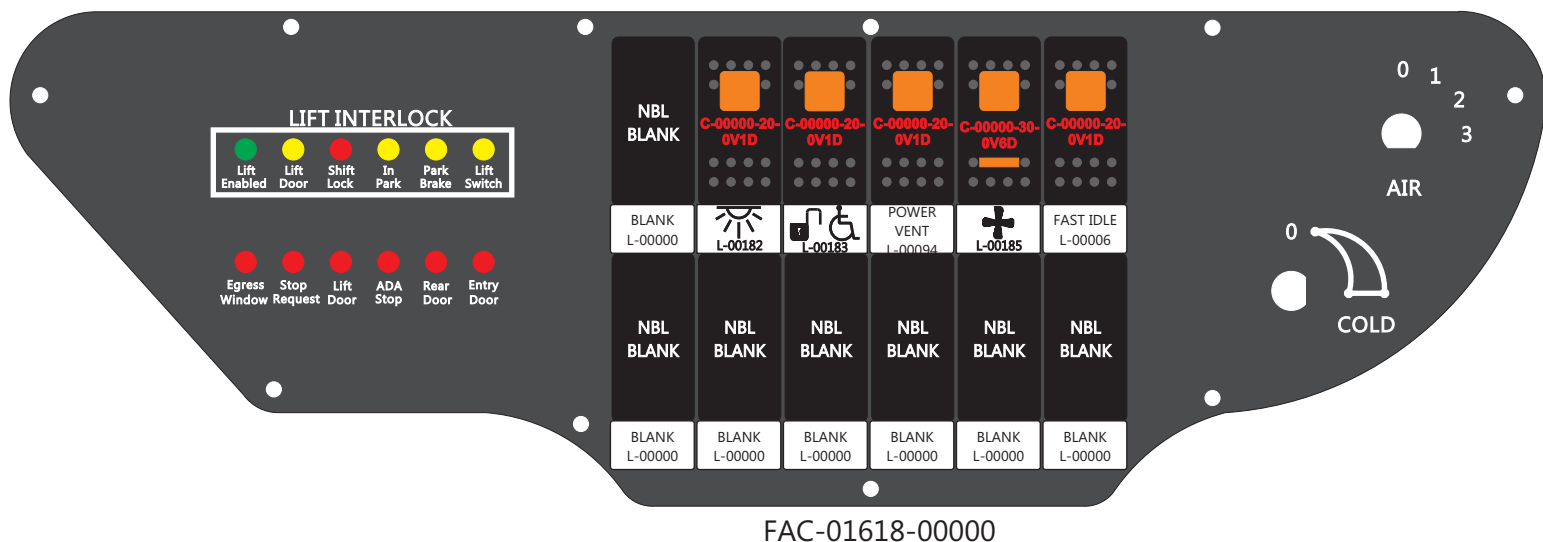 LIFT INTERLOCK
Lift Enabled
Lift Door
Shift Lock
In Park
Park Brake
Lift Switch
Egress Window
Stop Request
Lift Door
ADA Stop
Rear Door
Entry Door
NBL
BLANK
C-00000-20-
0V1D
C-00000-20-
0V1D
C-00000-20-
0V1D
C-00000-30-
0V6D
C-00000-20-
0V1D
BLANK
L-00000
L-00182
L-00183
POWER
VENT
L-00094
L-00185
FAST IDLE
L-00006
NBL
BLANK
NBL
BLANK
NBL
BLANK
NBL
BLANK
NBL
BLANK
NBL
BLANK
BLANK
L-00000
BLANK
L-00000
BLANK
L-00000
BLANK
L-00000
BLANK
L-00000
BLANK
L-00000
0
1
2
3
AIR
0
COLD
FAC-01618-00000